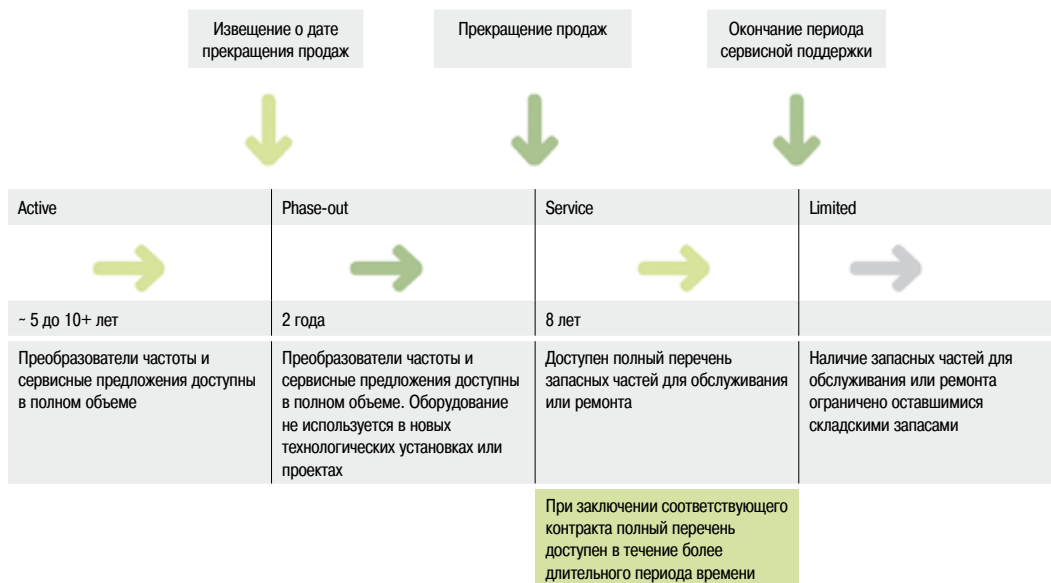 Извещение о дате
прекращения продаж
Прекращение продаж
Окончание периода
сервисной поддержки
Active
Phase-out
Service
Limited
~ 5 до 10+ лет
2 года
8 лет
Преобразователи частоты и
сервисные предложения доступны
в полном объеме
Преобразователи частоты и
сервисные предложения доступны
в полном объеме. Оборудование
не используется в новых
технологических установках или
проектах
Доступен полный перечень
запасных частей для обслуживания
или ремонта
Наличие запасных частей для
обслуживания или ремонта
ограничено оставшимися
складскими запасами
При заключении соответствующего
контракта полный перечень
доступен в течение более
длительного периода времени